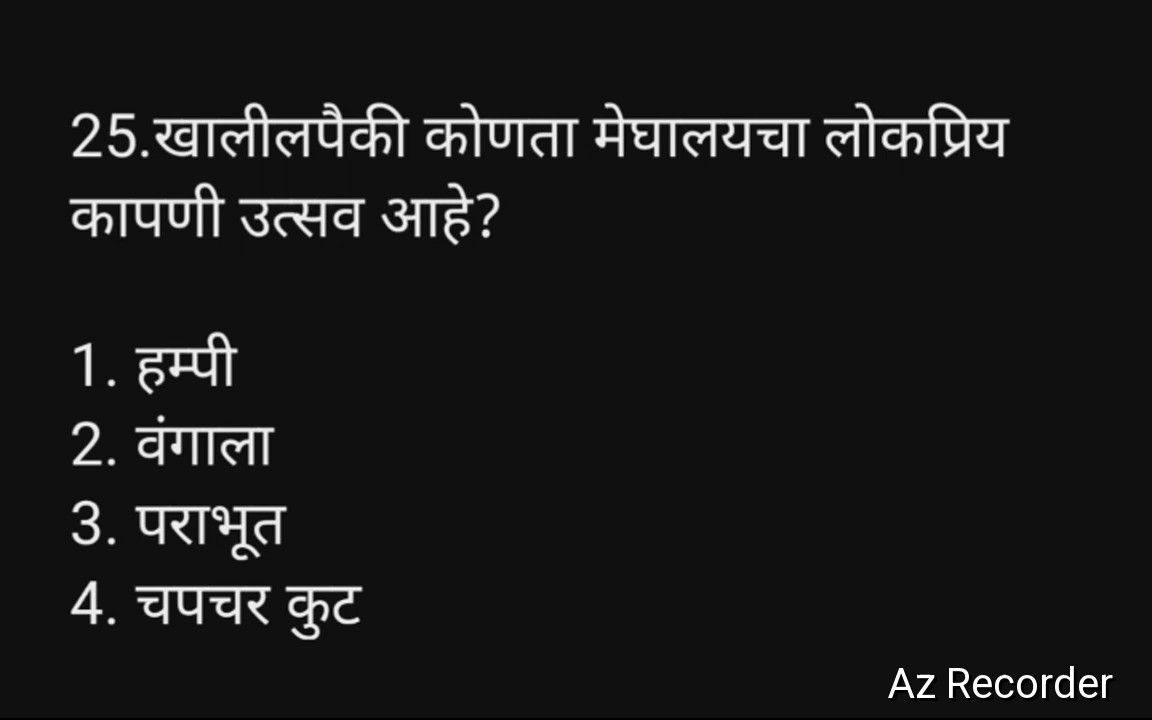 25.खालीलपैकी कोणता मेघालयचा लोकप्रिय
कापणी उत्सव आहे?
1. हम्पी
2. वंगाला
3. पराभूत
4. चपचर कुट
Az Recorder